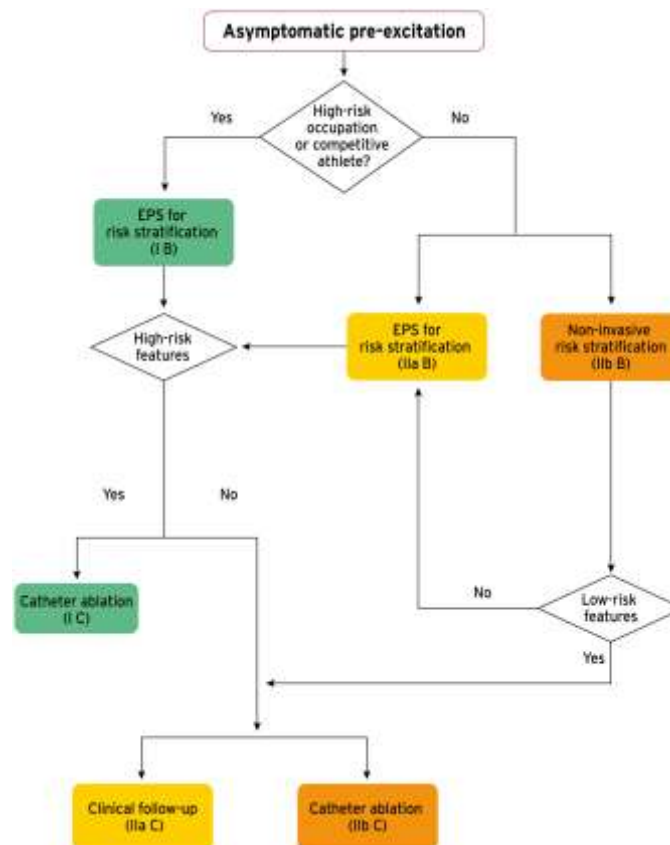 Asymptomatic pre-excitation
High-risk
occupation
or competitive
athlete?
Yes
No
EPS for
risk stratification
(I B)
High-risk
features
EPS for
risk stratification
(IIa B)
Non-invasive
risk stratification
(IIb B)
Yes
No
Catheter ablation
(I C)
No
Low-risk
features
Yes
Clinical follow-up
(IIa C)
Catheter ablation
(IIb C)